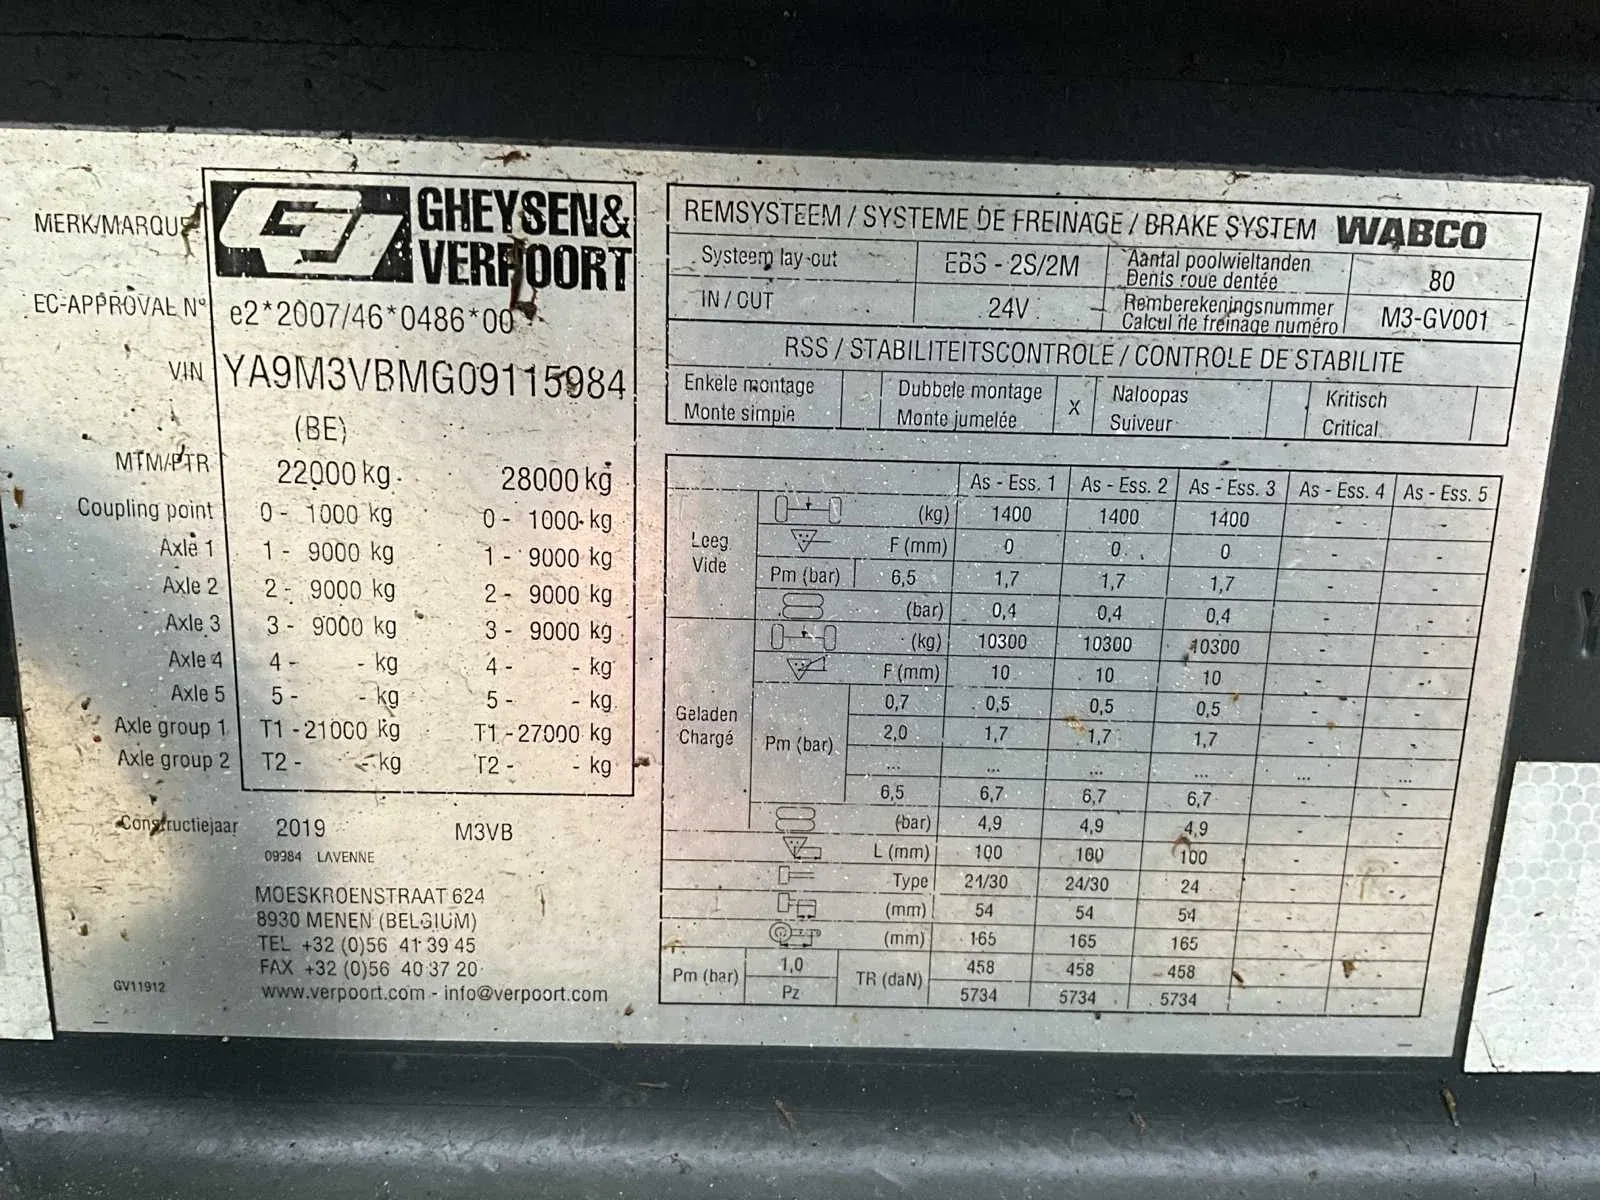 MERK/MARQUE GHEYSEN&
VERPOORT
EC-APPROVAL N° e2*2007/46*0486*00
VIN YA9M3VBMG09115984
(BE)
MTM/PTR 22000 kg 28000 kg
Coupling point 0 - 1000 kg 0 - 1000 kg
Axle 1 1 - 9000 kg 1 - 9000 kg
Axle 2 2 - 9000 kg 2 - 9000 kg
Axle 3 3 - 9000 kg 3 - 9000 kg
Axle 4 4 - - kg 4 - - kg
Axle 5 5 - - kg 5 - - kg
Axle group 1 T1 - 21000 kg T1 - 27000 kg
Axle group 2 T2 - - kg T2 - - kg
Constructiejaar 2019 M3VB
09984 LAVENNE
MOESKROENSTRAAT 624
8930 MENEN (BELGIUM)
TEL +32 (0)56 41 39 45
FAX +32 (0)56 40 37 20
GV11912 www.verpoort.com - info@verpoort.com
REMSYSTEEM / SYSTEME DE FREINAGE / BRAKE SYSTEM WABCO
Systeem lay-out EBS - 2S/2M Aantal poolwieltanden
Dents roue dentée 80
IN / OUT 24V Remberekeningsnummer
Calcul de freinage numéro M3-GV001
RSS / STABILITEITSCONTROLE / CONTROLE DE STABILITE
Enkele montage Dubbele montage X Naloopas Kritisch
Monte simple Monte jumelée Suiveur Critical
As - Ess. 1 As - Ess. 2 As - Ess. 3 As - Ess. 4 As - Ess. 5
Leeg
Vide
(kg) 1400 1400 1400 - -
F (mm) 0 0 0 - -
Pm (bar) 6,5 1,7 1,7 1,7 - -
(bar) 0,4 0,4 0,4 - -
Geladen
Chargé
(kg) 10300 10300 10300 - -
F (mm) 10 10 10 - -
Pm (bar)
0,7 0,5 0,5 0,5 - -
2,0 1,7 1,7 1,7 - -
... ... ... ... ... ...
6,5 6,7 6,7 6,7 - -
(bar) 4,9 4,9 4,9 - -
L (mm) 100 100 100 - -
Type 24/30 24/30 24 - -
(mm) 54 54 54 - -
(mm) 165 165 165 - -
Pm (bar) 1,0 TR (daN) 458 458 458 - -
Pz 5734 5734 5734 - -